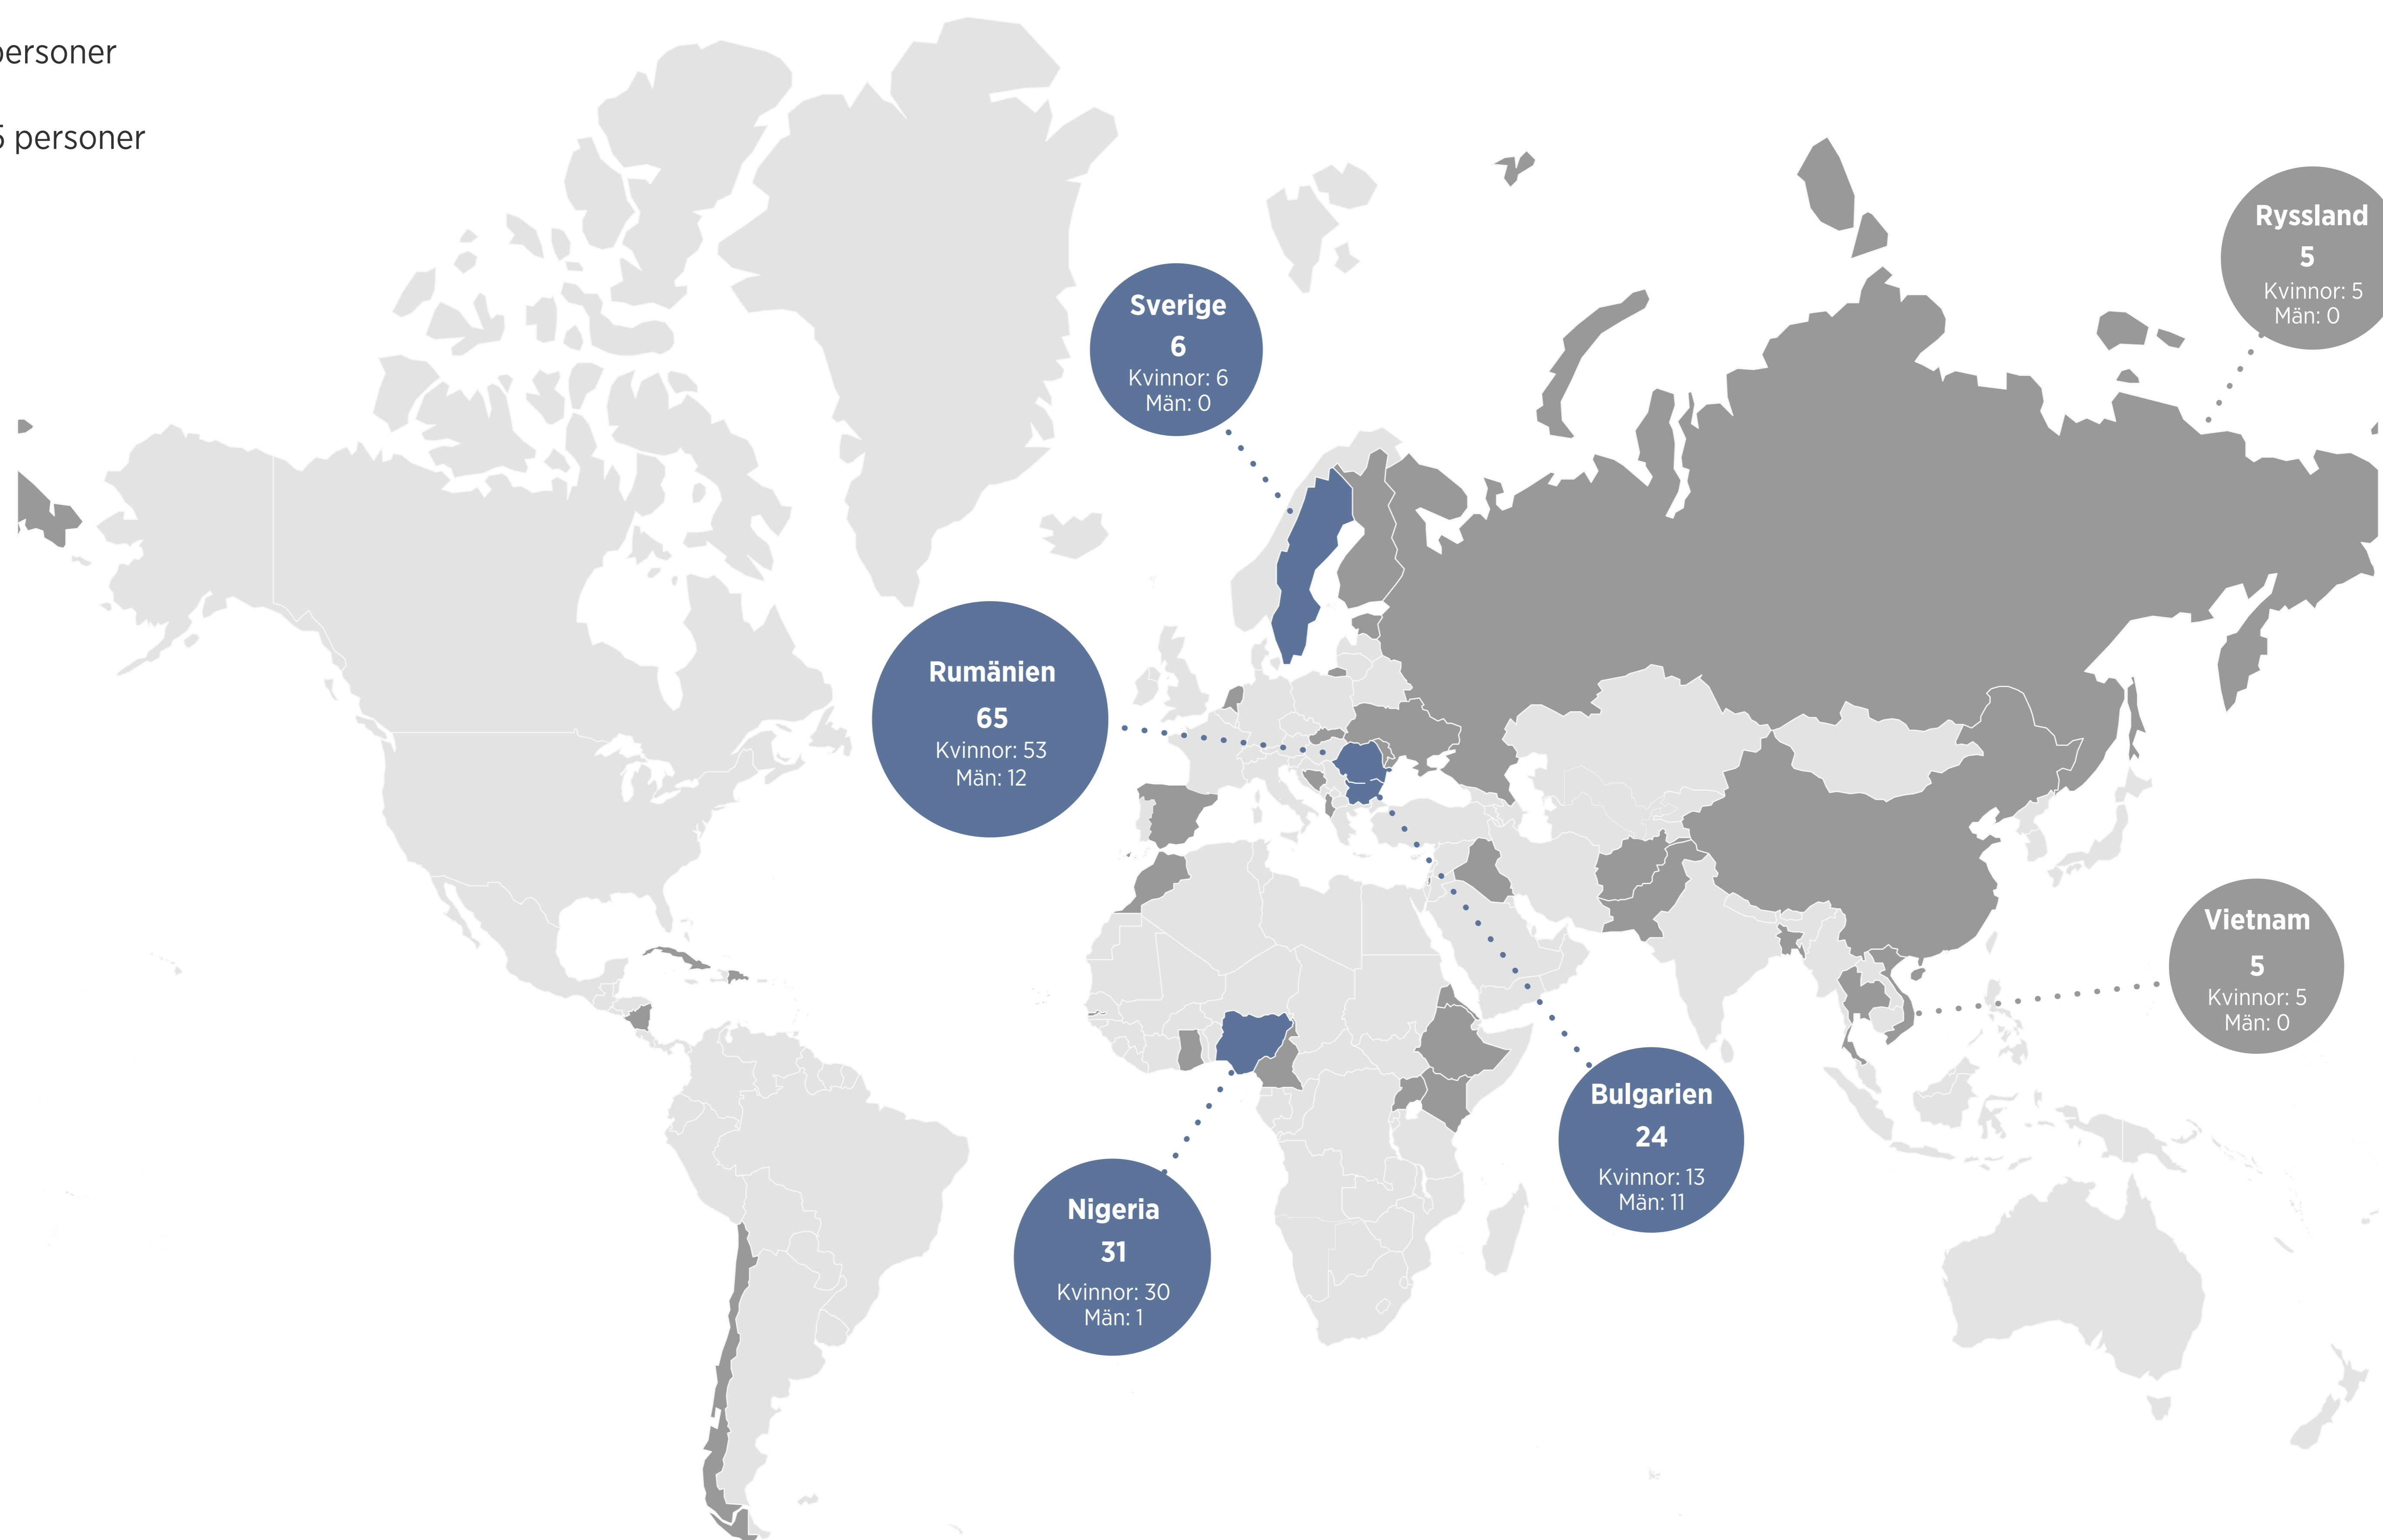 personer
5 personer
Ryssland
5
Kvinnor: 5
Män: 0
Sverige
6
Kvinnor: 6
Män: 0
Rumänien
65
Kvinnor: 53
Män: 12
Vietnam
5
Kvinnor: 5
Män: 0
Bulgarien
24
Kvinnor: 13
Män: 11
Nigeria
31
Kvinnor: 30
Män: 1